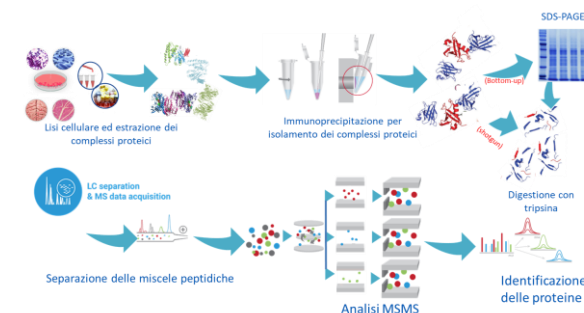 SDS-PAGE
(Bottom-up)
(shotgun)
Lisi cellulare ed estrazione dei
complessi proteici
Immunoprecipitazione per
isolamento dei complessi proteici
Digestione con
tripsina
LC separation
& MS data acquisition
Separazione delle miscele peptidiche
Analisi MSMS
Identificazione
delle proteine